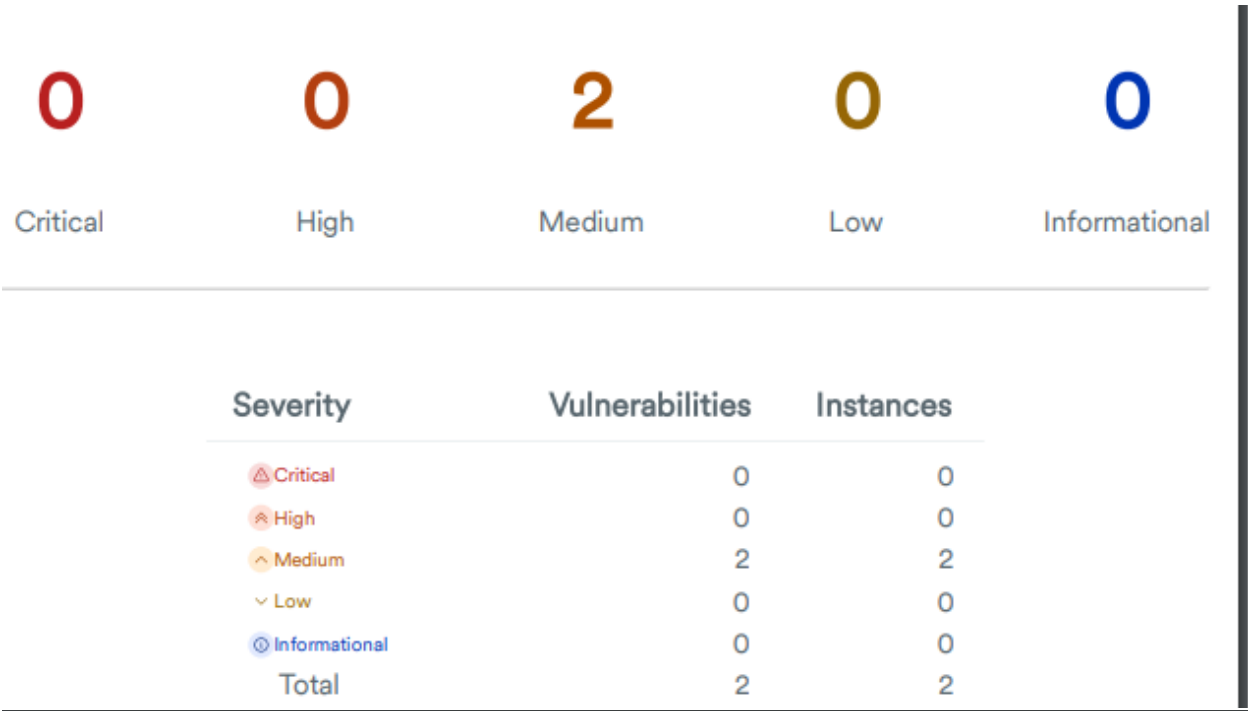 0 0 2 0 0
Critical High Medium Low Informational
Severity Vulnerabilities Instances
Critical 0 0
High 0 0
Medium 2 2
Low 0 0
Informational 0 0
Total 2 2